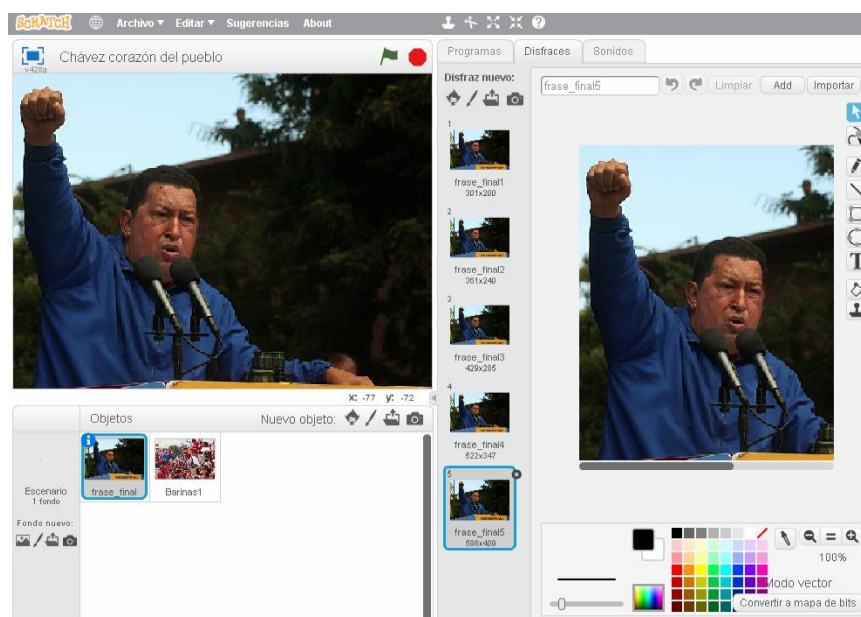 SCRATCH Archivo Editar Sugerencias About
Chávez corazón del pueblo
v428a
X: -77 y: -72
Objetos Nuevo objeto:
Escenario
1 fondo
Fondo nuevo:
frase_final
Barinas1
Programas Disfraces Sonidos
Disfraz nuevo:
1
frase_final1
301x200
2
frase_final2
361x240
3
frase_final3
429x285
4
frase_final4
522x347
5
frase_final5
598x409
frase_final5 Limpiar Add Importar
T
100%
Modo vector
Convertir a mapa de bits